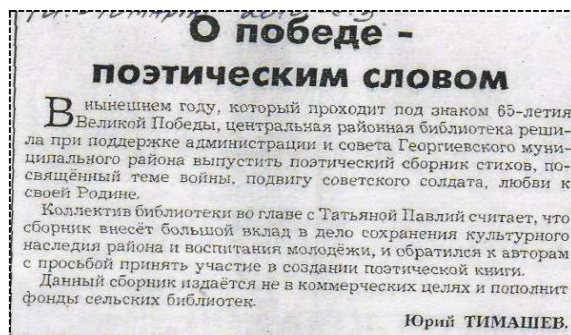 О победе -
поэтическим словом
В нынешнем году, который проходит под знаком 65-летия
Великой Победы, центральная районная библиотека реши-
ла при поддержке администрации и совета Георгиевского муни-
ципального района выпустить поэтический сборник стихов, по-
свящённый теме войны, подвигу советского солдата, любви к
своей Родине.
Коллектив библиотеки во главе с Татьяной Павлий считает, что
сборник внесёт большой вклад в дело сохранения культурного
наследия района и воспитания молодёжи, и обратился к авторам
с просьбой принять участие в создании поэтической книги.
Данный сборник издаётся не в коммерческих целях и пополнит
фонды сельских библиотек.
Юрий ТИМАШЕВ.